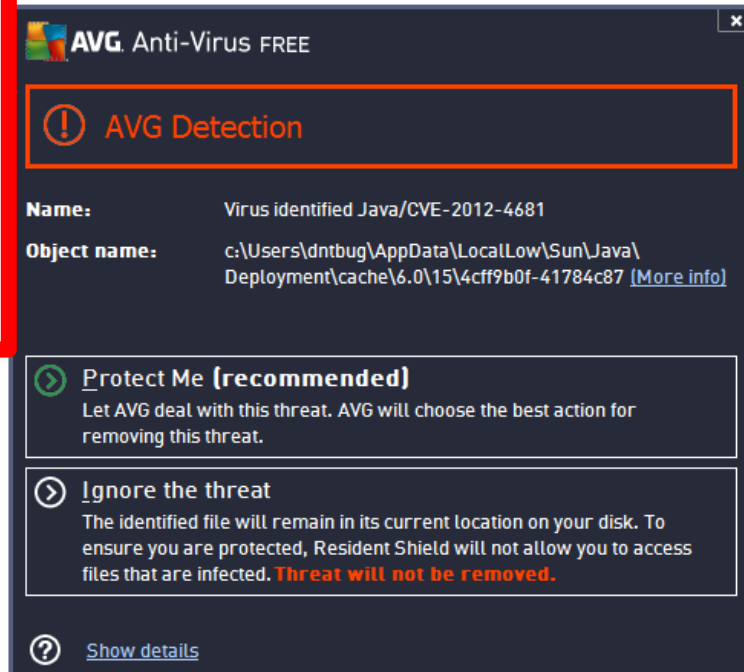 AVG. Anti-Virus FREE
AVG Detection
Name: Virus identified Java/CVE-2012-4681
Object name: c:\Users\dntbug\AppData\LocalLow\Sun\Java\
Deployment\cache\6.0\15\4cff9b0f-41784c87 (More info)
Protect Me (recommended)
Let AVG deal with this threat. AVG will choose the best action for
removing this threat.
Ignore the threat
The identified file will remain in its current location on your disk. To
ensure you are protected, Resident Shield will not allow you to access
files that are infected. Threat will not be removed.
Show details